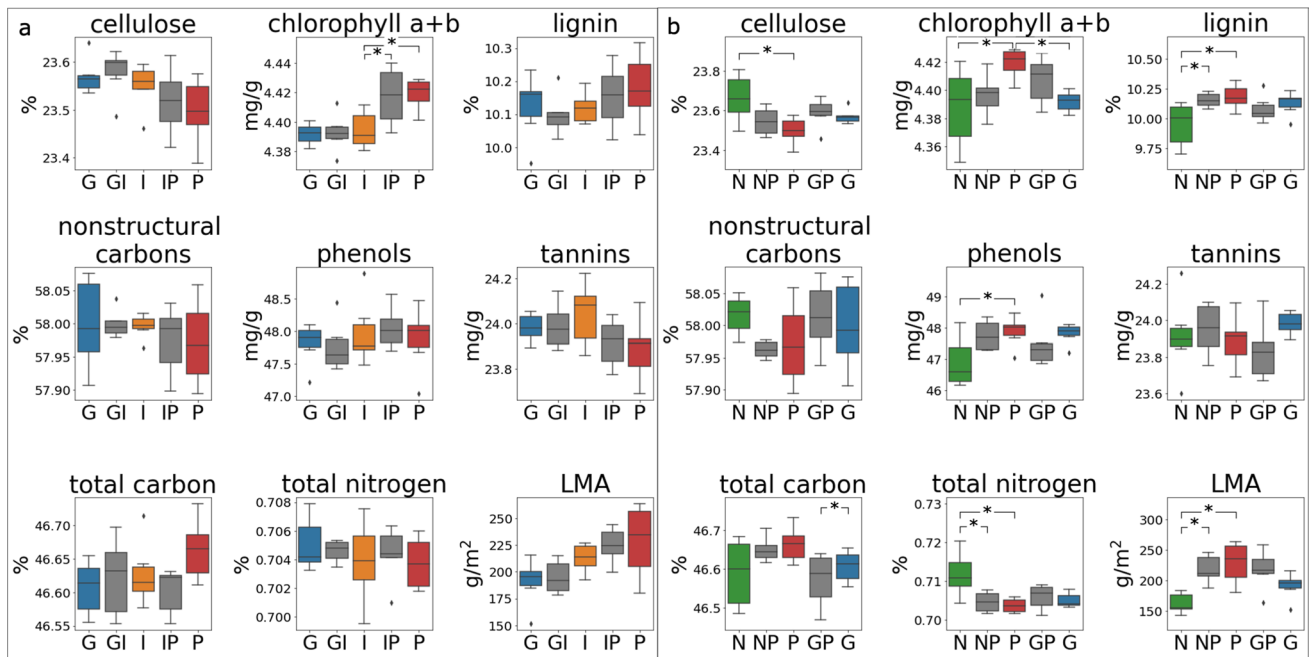 a
cellulose
%
23.6
23.5
23.4
G GI I IP P
chlorophyll a+b
mg/g
4.44
4.42
4.40
4.38
* *
G GI I IP P
lignin
%
10.3
10.2
10.1
10.0
G GI I IP P
nonstructural
carbons
%
58.05
58.00
57.95
57.90
G GI I IP P
phenols
mg/g
48.5
48.0
47.5
47.0
G GI I IP P
tannins
mg/g
24.2
24.0
23.8
G GI I IP P
total carbon
%
46.70
46.65
46.60
46.55
G GI I IP P
total nitrogen
%
0.708
0.706
0.704
0.702
0.700
G GI I IP P
LMA
g/m²
250
225
200
175
150
G GI I IP P
b
cellulose
%
23.8
23.6
23.4
*
N NP P GP G
chlorophyll a+b
mg/g
4.42
4.40
4.38
4.36
* *
N NP P GP G
lignin
%
10.50
10.25
10.00
9.75
*
*
N NP P GP G
nonstructural
carbons
%
58.05
58.00
57.95
57.90
N NP P GP G
phenols
mg/g
49
48
47
46
*
N NP P GP G
tannins
mg/g
24.2
24.0
23.8
23.6
N NP P GP G
total carbon
%
46.7
46.6
46.5
*
N NP P GP G
total nitrogen
%
0.73
0.72
0.71
0.70
*
*
N NP P GP G
LMA
g/m²
300
250
200
150
*
*
N NP P GP G